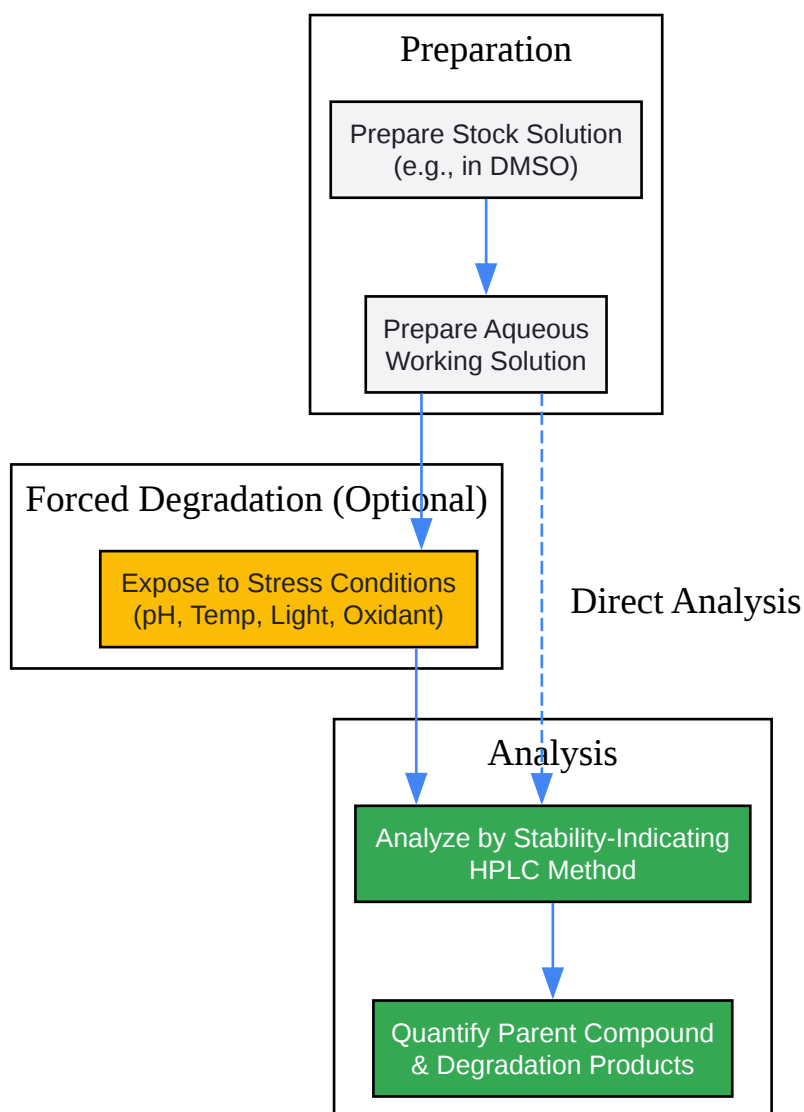 Preparation
Prepare Stock Solution
(e.g., in DMSO)
Prepare Aqueous
Working Solution
Forced Degradation (Optional)
Expose to Stress Conditions
(pH, Temp, Light, Oxidant)
Direct Analysis
Analysis
Analyze by Stability-Indicating
HPLC Method
Quantify Parent Compound
& Degradation Products